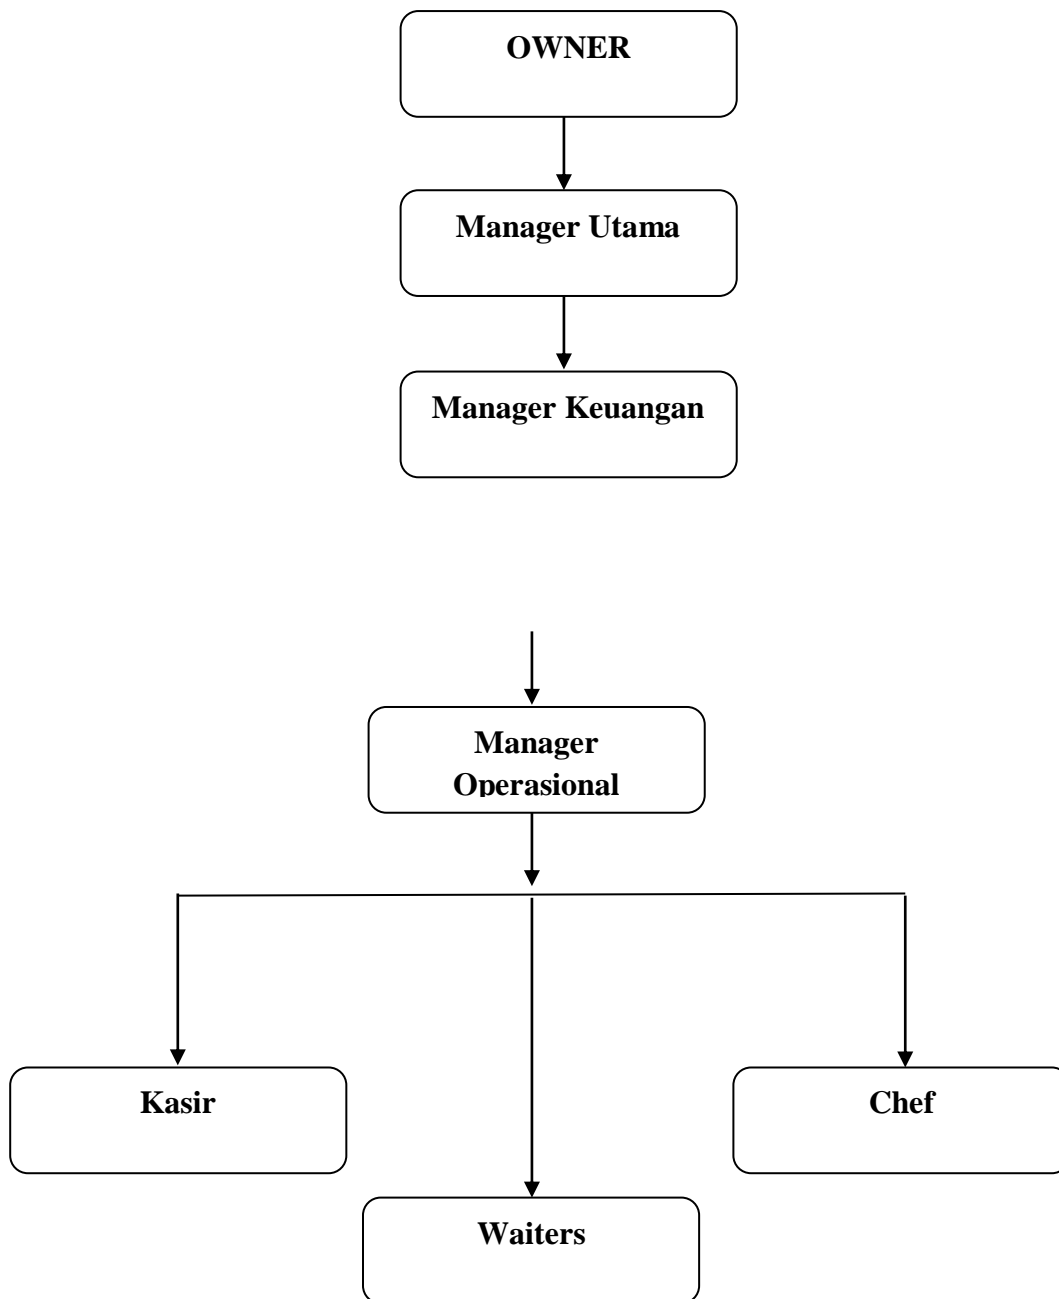 OWNER
Manager Utama
Manager Keuangan
Manager
Operasional
Kasir
Chef
Waiters